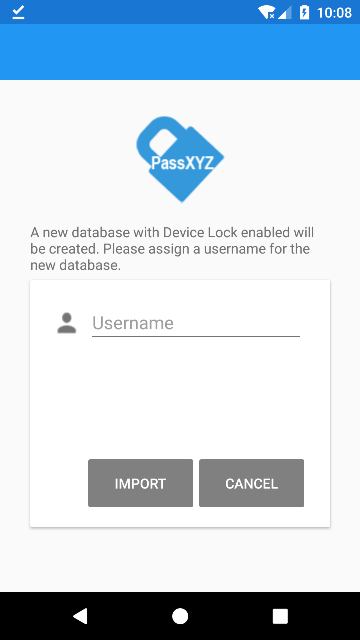 10:08
PassXYZ
A new database with Device Lock enabled will
be created. Please assign a username for the
new database.
Username
IMPORT
CANCEL